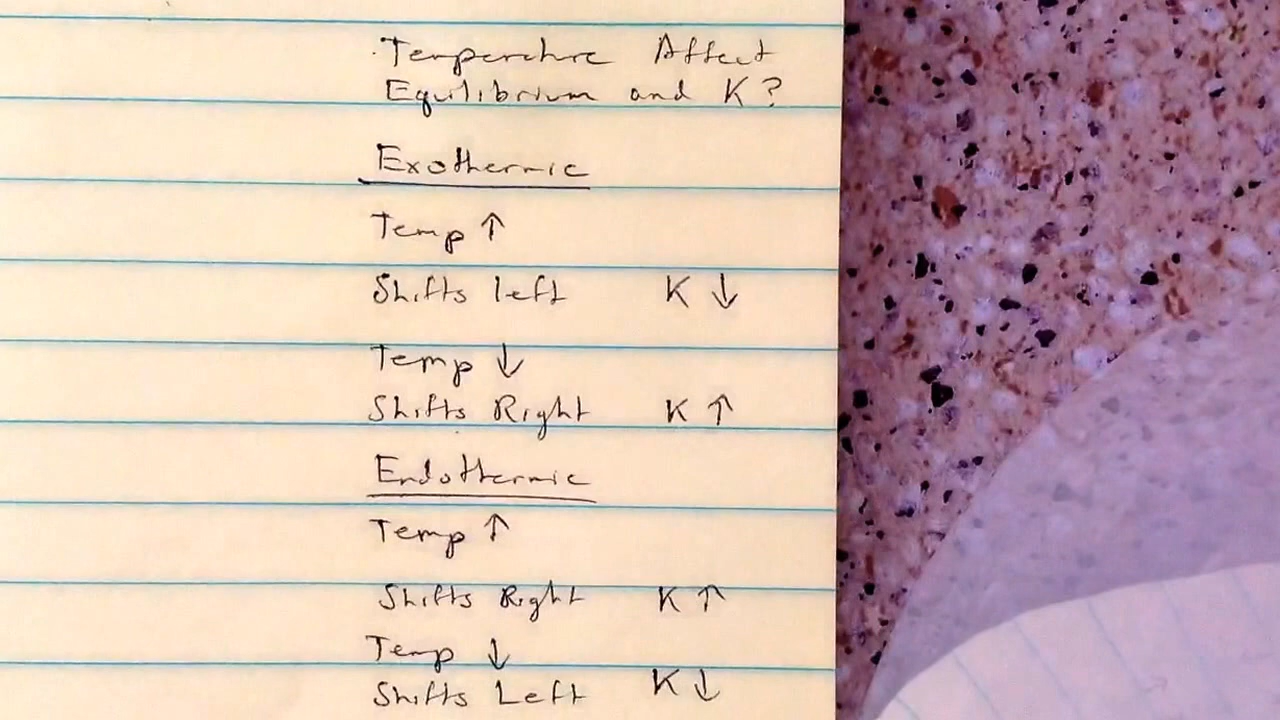 Temperature Affect
Equilibrium and K?
Exothermic
Temp ↑
Shifts left K ↓
Temp ↓
Shifts Right K ↑
Endothermic
Temp ↑
Shifts Right K ↑
Temp ↓
Shifts Left K ↓